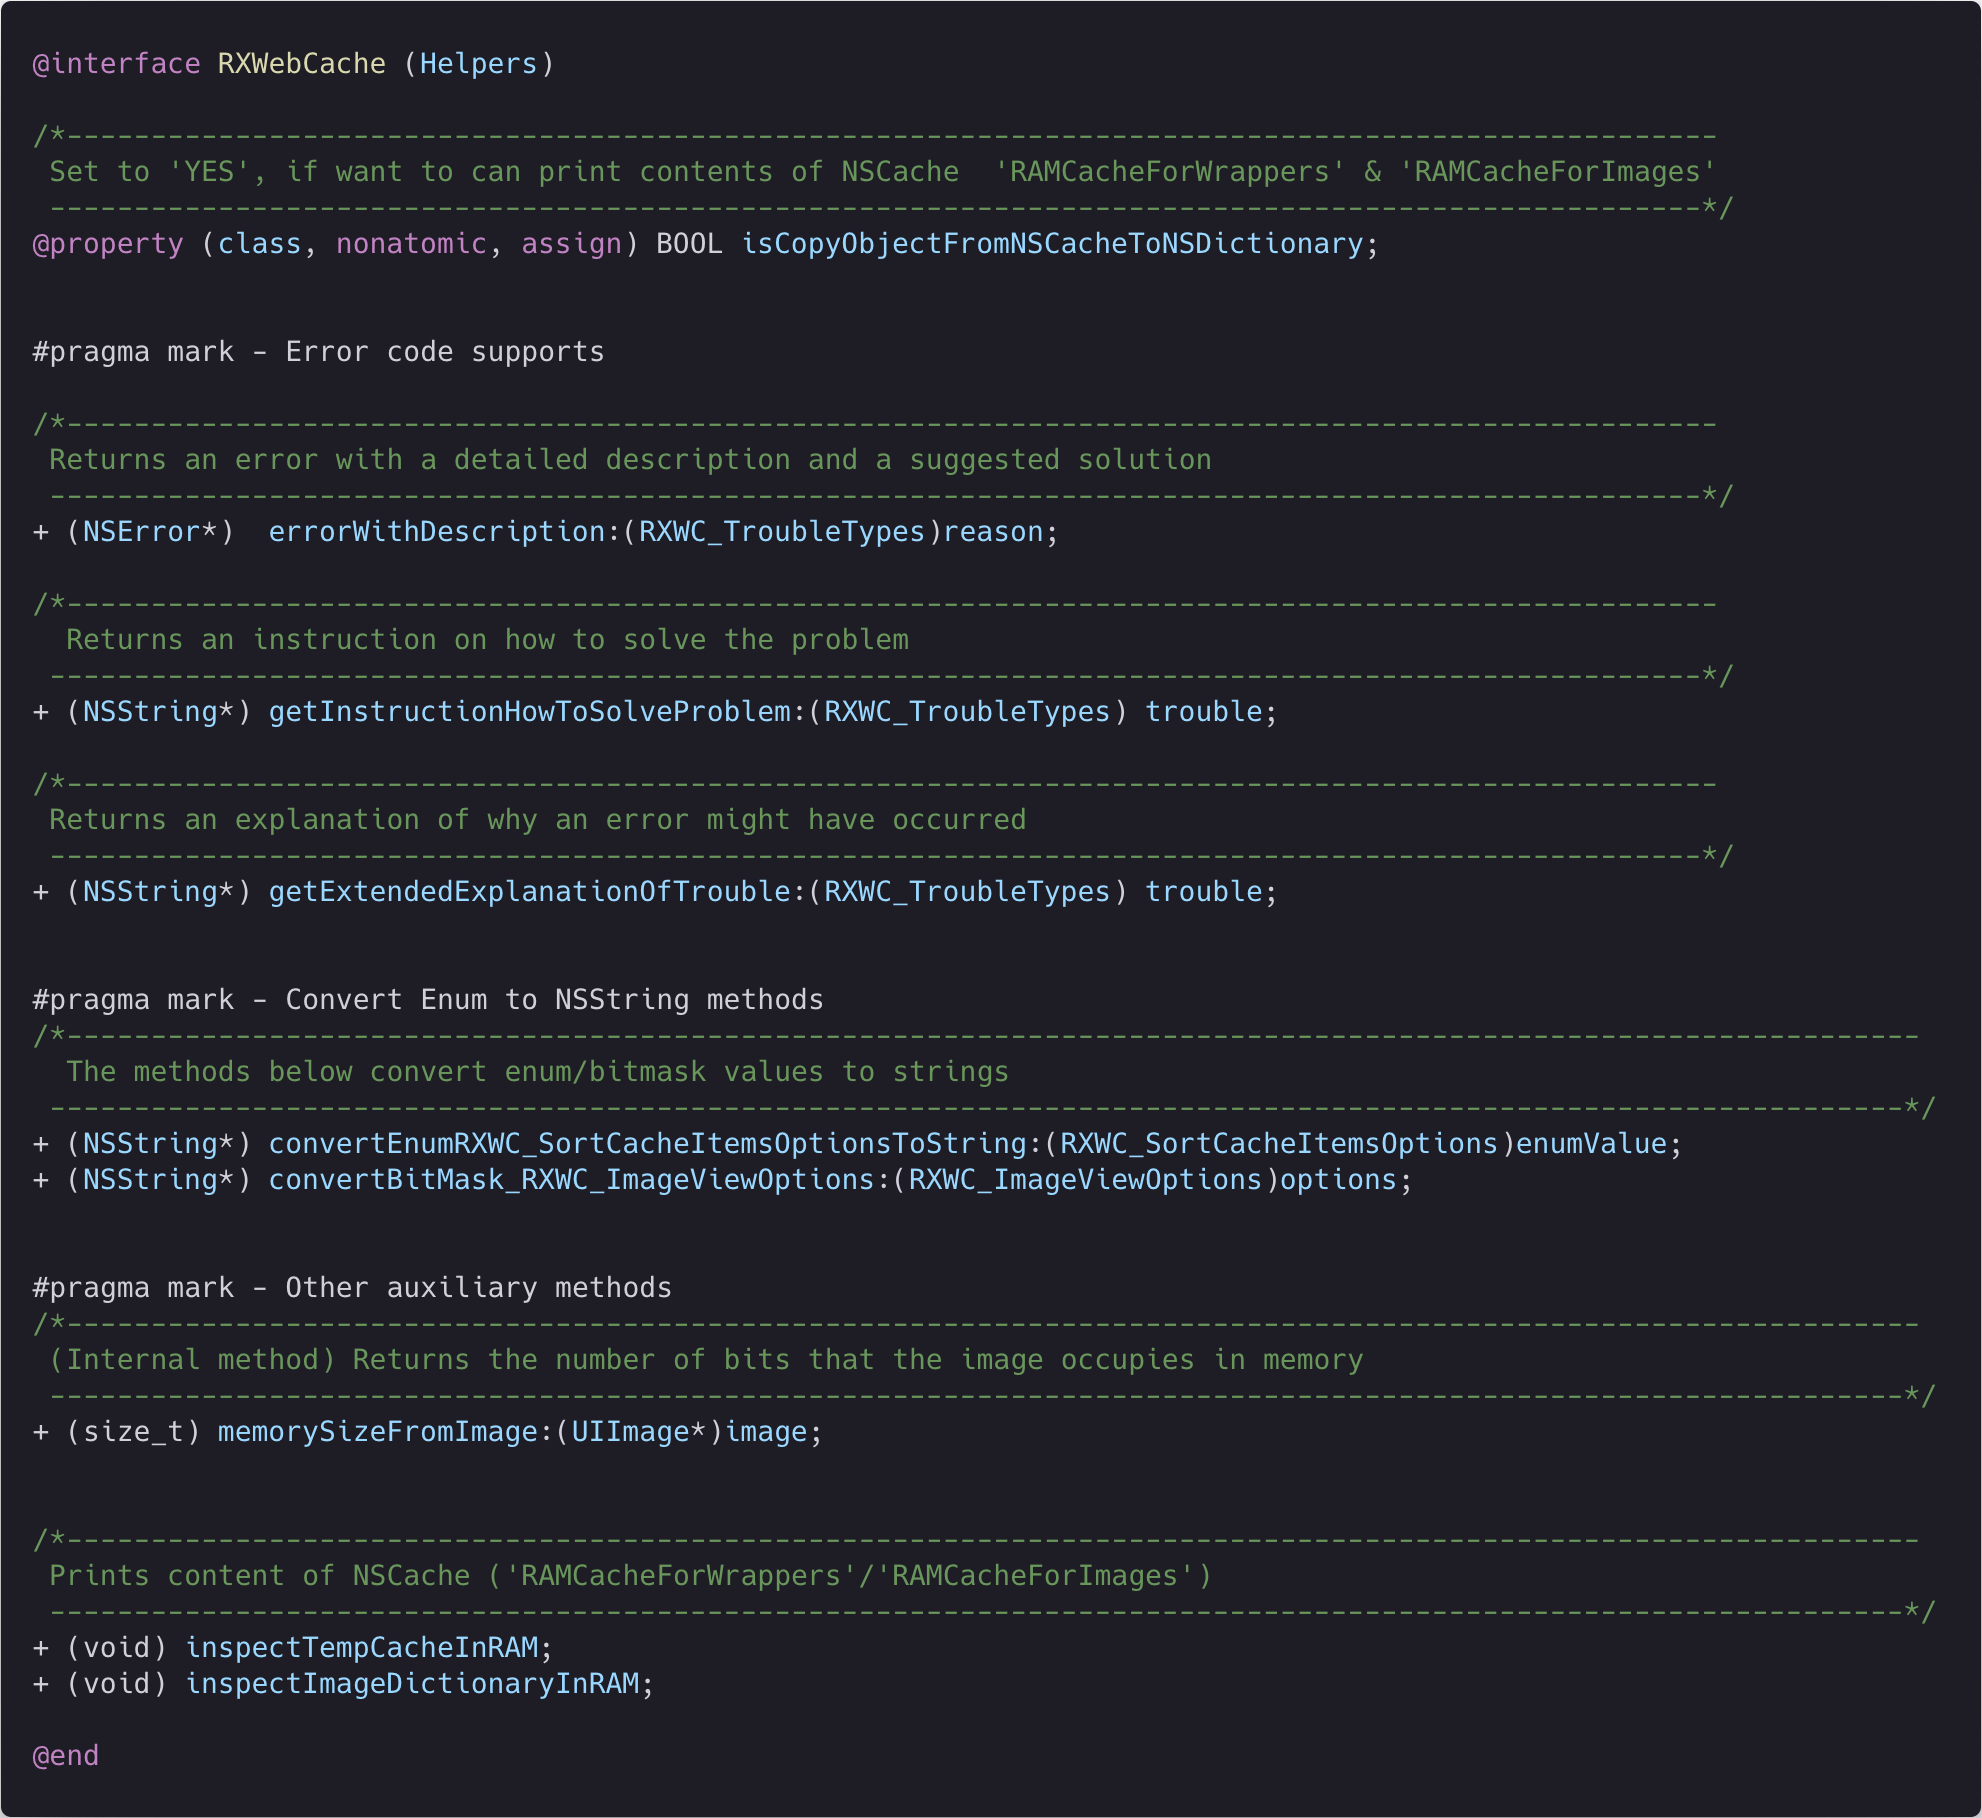 @interface RXWebCache (Helpers)
/*--------------------------------------------------------------------------------------------------
 Set to 'YES', if want to can print contents of NSCache  'RAMCacheForWrappers' & 'RAMCacheForImages'
 --------------------------------------------------------------------------------------------------*/
@property (class, nonatomic, assign) BOOL isCopyObjectFromNSCacheToNSDictionary;
#pragma mark - Error code supports
/*--------------------------------------------------------------------------------------------------
 Returns an error with a detailed description and a suggested solution
 --------------------------------------------------------------------------------------------------*/
+ (NSError*)  errorWithDescription:(RXWC_TroubleTypes)reason;
/*--------------------------------------------------------------------------------------------------
  Returns an instruction on how to solve the problem
 --------------------------------------------------------------------------------------------------*/
+ (NSString*) getInstructionHowToSolveProblem:(RXWC_TroubleTypes) trouble;
/*--------------------------------------------------------------------------------------------------
 Returns an explanation of why an error might have occurred
 --------------------------------------------------------------------------------------------------*/
+ (NSString*) getExtendedExplanationOfTrouble:(RXWC_TroubleTypes) trouble;
#pragma mark - Convert Enum to NSString methods
/*--------------------------------------------------------------------------------------------------------------
  The methods below convert enum/bitmask values to strings
 --------------------------------------------------------------------------------------------------------------*/
+ (NSString*) convertEnumRXWC_SortCacheItemsOptionsToString:(RXWC_SortCacheItemsOptions)enumValue;
+ (NSString*) convertBitMask_RXWC_ImageViewOptions:(RXWC_ImageViewOptions)options;
#pragma mark - Other auxiliary methods
/*--------------------------------------------------------------------------------------------------------------
 (Internal method) Returns the number of bits that the image occupies in memory
 --------------------------------------------------------------------------------------------------------------*/
+ (size_t) memorySizeFromImage:(UIImage*)image;
/*--------------------------------------------------------------------------------------------------------------
 Prints content of NSCache ('RAMCacheForWrappers'/'RAMCacheForImages')
 --------------------------------------------------------------------------------------------------------------*/
+ (void) inspectTempCacheInRAM;
+ (void) inspectImageDictionaryInRAM;
@end